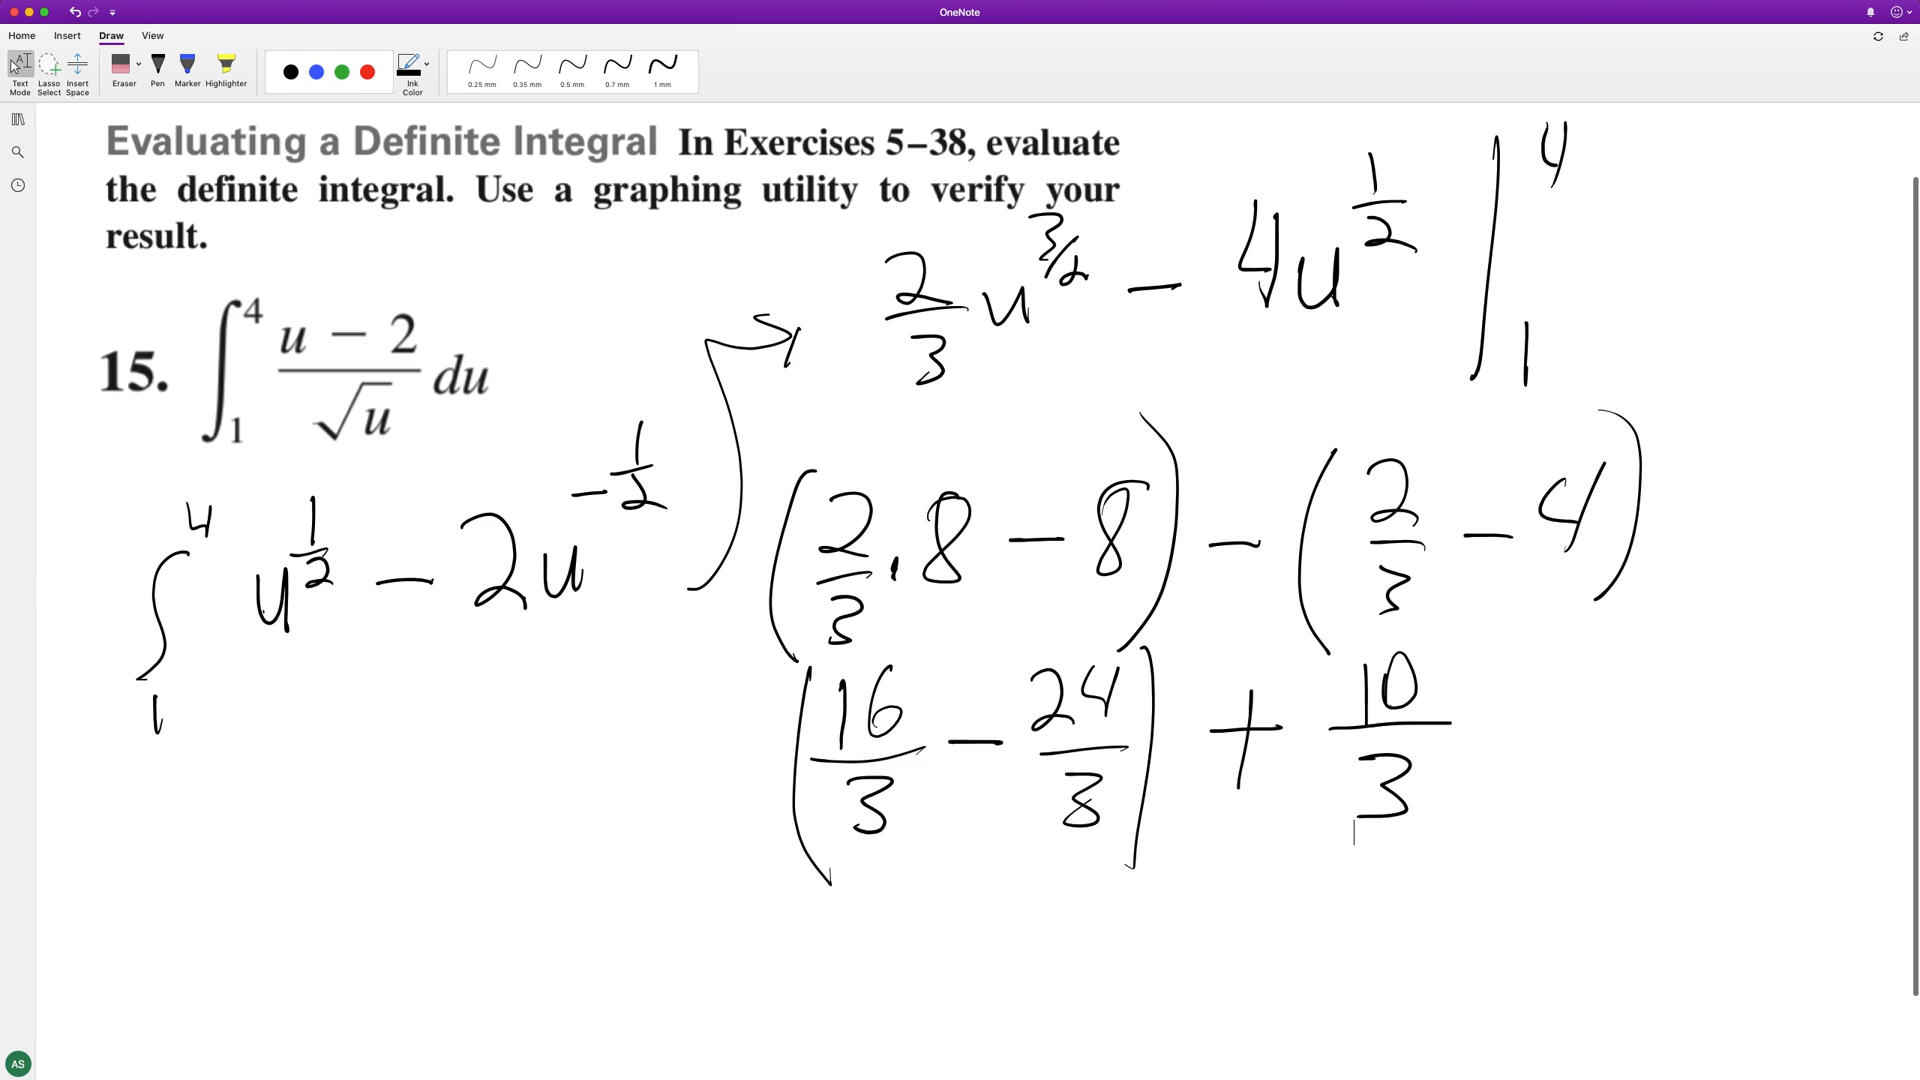 OneNote
Home Insert Draw View
Text Mode
Lasso Select
Insert Space
Eraser
Pen
Marker
Highlighter
Ink Color
0.25 mm
0.35 mm
0.5 mm
0.7 mm
1 mm
Evaluating a Definite Integral In Exercises 5–38, evaluate
the definite integral. Use a graphing utility to verify your
result.
15. ∫₁⁴ (u − 2)/√u du
∫₁⁴ u^(1/2) − 2u^(−1/2)
2/3 u^(3/2) − 4u^(1/2) |₁⁴
(2/3 · 8 − 8) − (2/3 − 4)
(16/3 − 24/3) + 10/3
AS